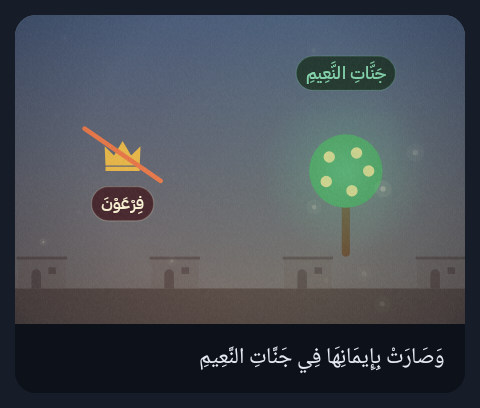 جَنَّاتِ النَّعِيمِ
فِرْعَوْنَ
وَصَارَتْ بِإِيمَانِهَا فِي جَنَّاتِ النَّعِيمِ